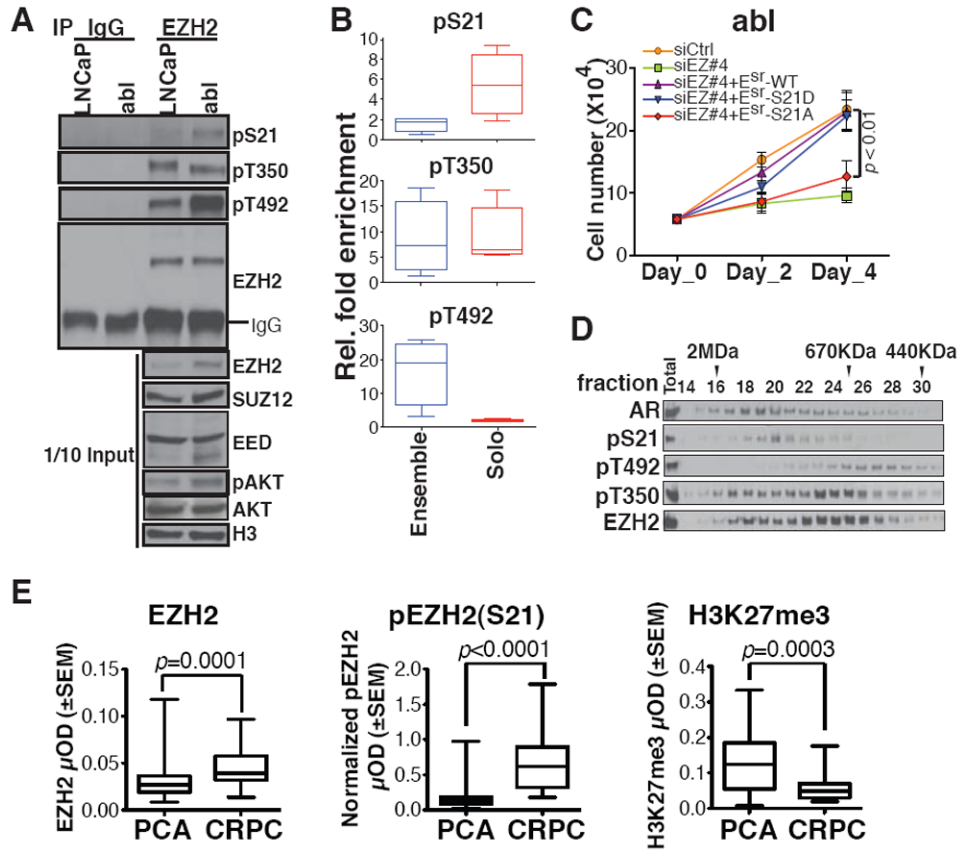 A
IP IgG EZH2
LNCaP abl LNCaP abl
pS21
pT350
pT492
EZH2
IgG
1/10 Input
EZH2
SUZ12
EED
pAKT
AKT
H3
B
Rel. fold enrichment
pS21
10
8
6
4
2
0
pT350
20
15
10
5
0
pT492
30
20
10
0
Ensemble Solo
C
abl
siCtrl
siEZ#4
siEZ#4+Esr-WT
siEZ#4+Esr-S21D
siEZ#4+Esr-S21A
Cell number (X10⁴)
30
20
10
0
p<0.01
Day_0 Day_2 Day_4
D
2MDa 670KDa 440KDa
fraction Total 14 16 18 20 22 24 26 28 30
AR
pS21
pT492
pT350
EZH2
E
EZH2
p=0.0001
EZH2 µOD (±SEM)
0.15
0.10
0.05
0.00
PCA CRPC
pEZH2(S21)
p<0.0001
Normalized pEZH2
µOD (±SEM)
2.0
1.5
1.0
0.5
0.0
PCA CRPC
H3K27me3
p=0.0003
H3K27me3 µOD (±SEM)
0.4
0.3
0.2
0.1
0.0
PCA CRPC